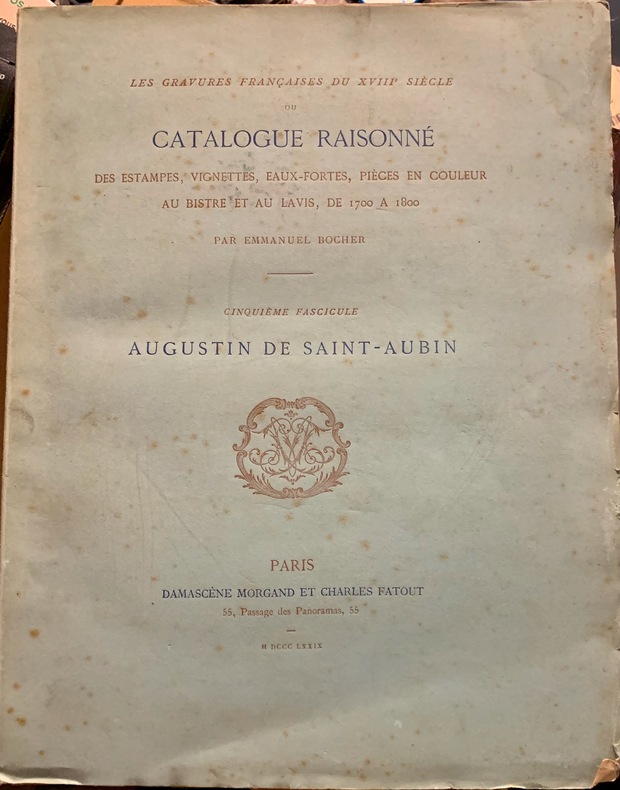 LES GRAVURES FRANÇAISES DU XVIIIᵉ SIÈCLE
OU
CATALOGUE RAISONNÉ
DES ESTAMPES, VIGNETTES, EAUX-FORTES, PIÈCES EN COULEUR
AU BISTRE ET AU LAVIS, DE 1700 A 1800
PAR EMMANUEL BOCHER
CINQUIÈME FASCICULE
AUGUSTIN DE SAINT-AUBIN
PARIS
DAMASCÈNE MORGAND ET CHARLES FATOUT
55, Passage des Panoramas, 55
M DCCC LXXIX